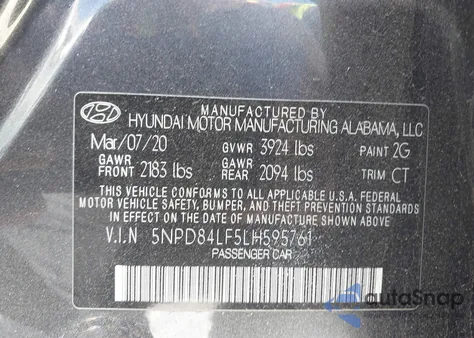 MANUFACTURED BY
HYUNDAI MOTOR MANUFACTURING ALABAMA, LLC
Mar/07/20 GVWR 3924 lbs PAINT 2G
GAWR FRONT 2183 lbs GAWR REAR 2094 lbs TRIM CT
THIS VEHICLE CONFORMS TO ALL APPLICABLE U.S.A. FEDERAL
MOTOR VEHICLE SAFETY, BUMPER, AND THEFT PREVENTION
STANDARDS IN EFFECT ON THE DATE OF
MANUFACTURE SHOWN ABOVE.
V.I.N 5NPD84LF5LH595761
PASSENGER CAR
autoSnap